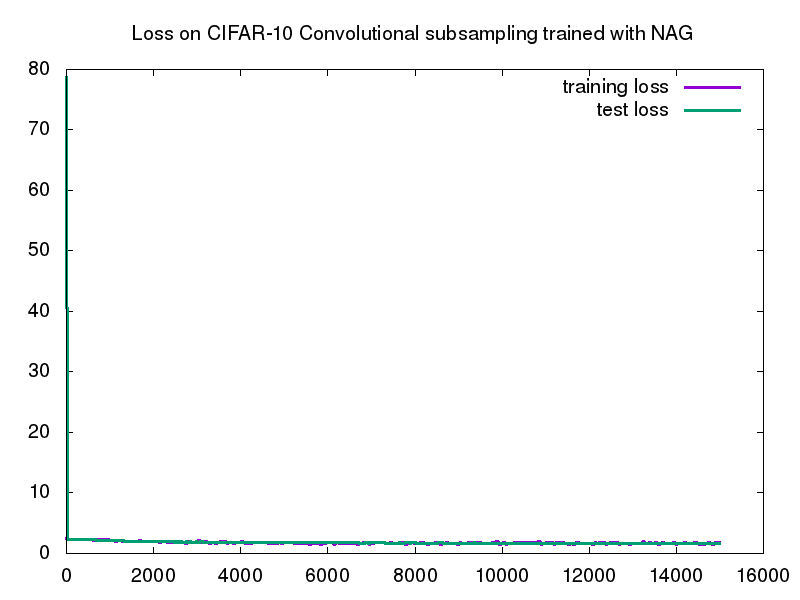 Loss on CIFAR-10 Convolutional subsampling trained with NAG
80
training loss
test loss
70
60
50
40
30
20
10
0
0 2000 4000 6000 8000 10000 12000 14000 16000